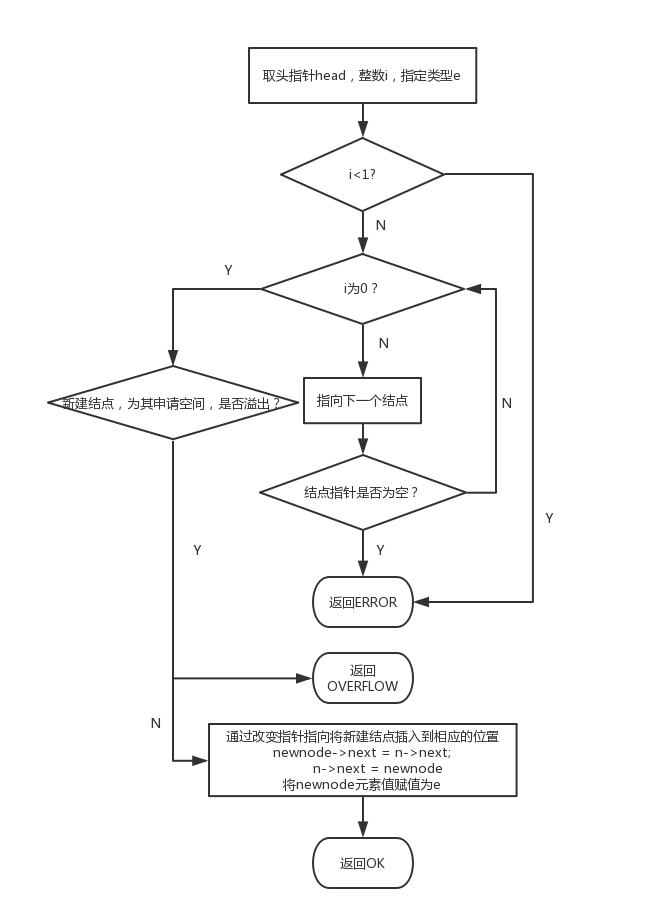 取头指针head，整数i，指定类型e
i<1?
N
Y
i为0？
N
新建结点，为其申请空间，是否溢出？
指向下一个结点
N
结点指针是否为空？
Y
Y
Y
返回ERROR
返回
OVERFLOW
N
通过改变指针指向将新建结点插入到相应的位置
newnode->next = n->next;
n->next = newnode
将newnode元素值赋值为e
返回OK